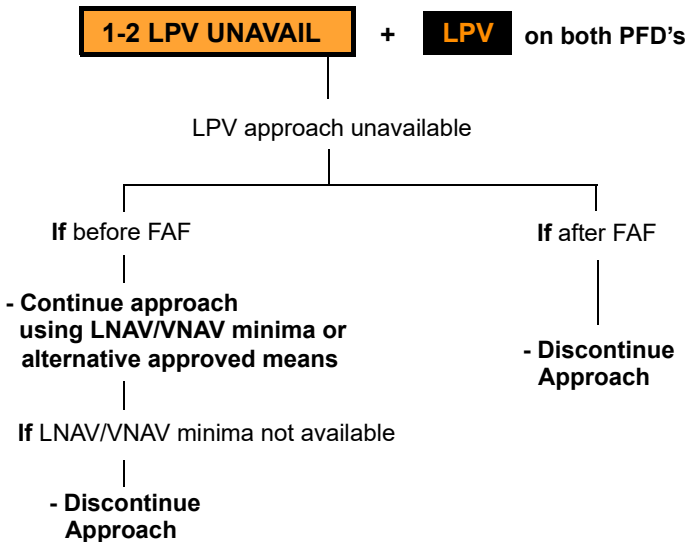 1-2 LPV UNAVAIL + LPV on both PFD's
LPV approach unavailable
If before FAF
If after FAF
- Continue approach
using LNAV/VNAV minima or
alternative approved means
- Discontinue
Approach
If LNAV/VNAV minima not available
- Discontinue
Approach